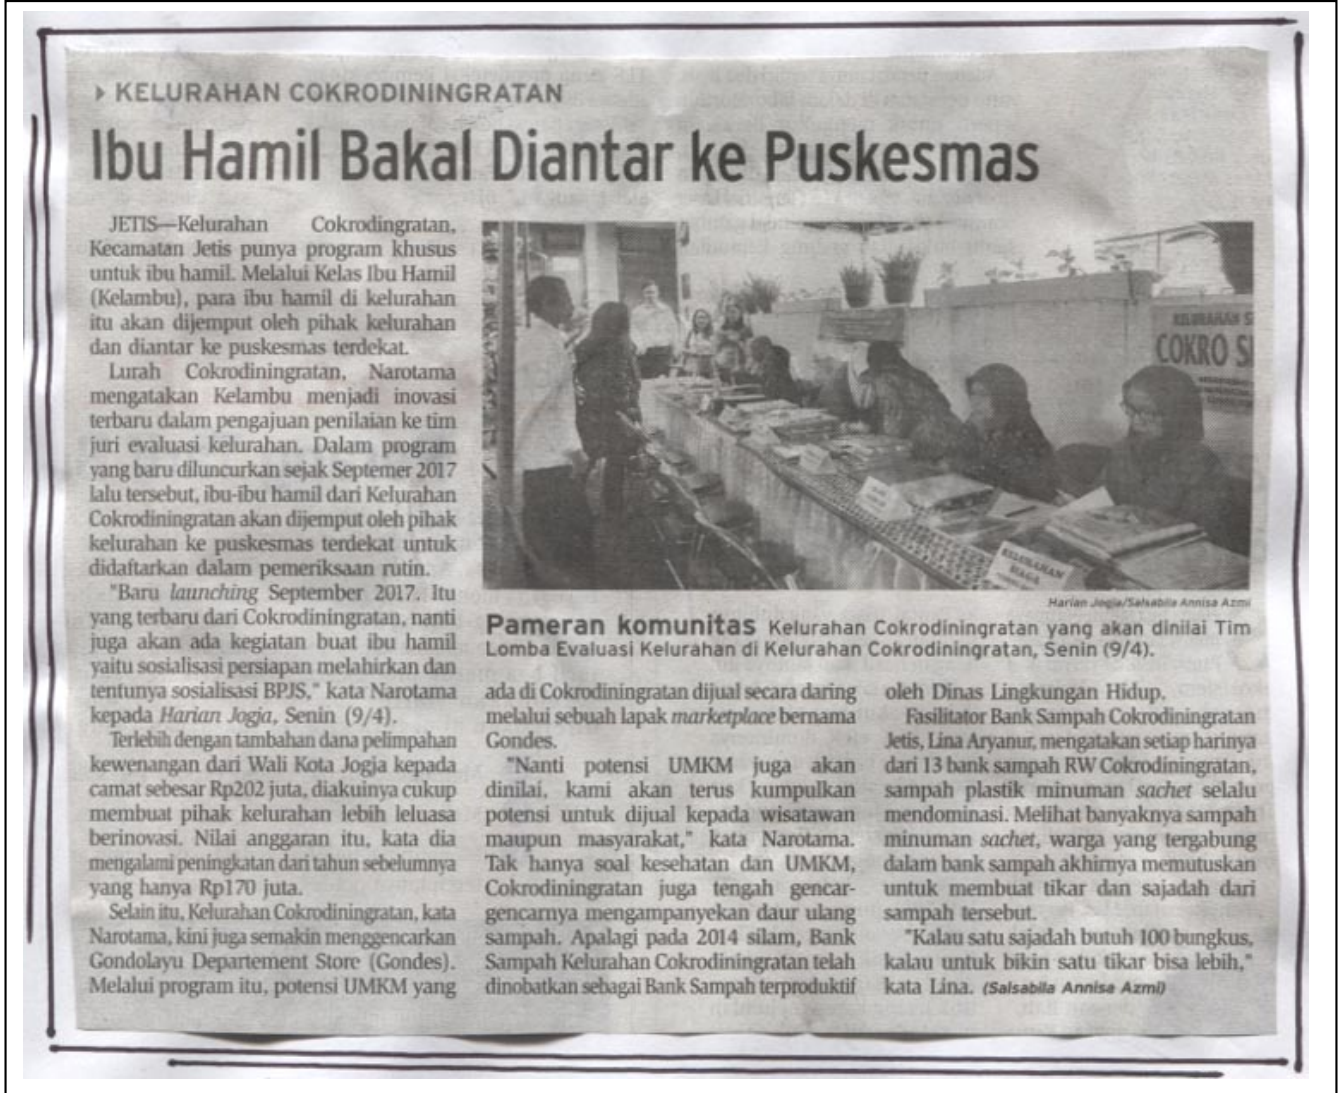 KELURAHAN COKRODININGRATAN
Ibu Hamil Bakal Diantar ke Puskesmas
JETIS—Kelurahan Cokrodingratan,
Kecamatan Jetis punya program khusus
untuk ibu hamil. Melalui Kelas Ibu Hamil
(Kelambu), para ibu hamil di kelurahan
itu akan dijemput oleh pihak kelurahan
dan diantar ke puskesmas terdekat.
Lurah Cokrodiningratan, Narotama
mengatakan Kelambu menjadi inovasi
terbaru dalam pengajuan penilaian ke tim
juri evaluasi kelurahan. Dalam program
yang baru diluncurkan sejak Septemer 2017
lalu tersebut, ibu-ibu hamil dari Kelurahan
Cokrodiningratan akan dijemput oleh pihak
kelurahan ke puskesmas terdekat untuk
didaftarkan dalam pemeriksaan rutin.
"Baru launching September 2017. Itu
yang terbaru dari Cokrodiningratan, nanti
juga akan ada kegiatan buat ibu hamil
yaitu sosialisasi persiapan melahirkan dan
tentunya sosialisasi BPJS," kata Narotama
kepada Harian Jogja, Senin (9/4).
Terlebih dengan tambahan dana pelimpahan
kewenangan dari Wali Kota Jogja kepada
camat sebesar Rp202 juta, diakuinya cukup
membuat pihak kelurahan lebih leluasa
berinovasi. Nilai anggaran itu, kata dia
mengalami peningkatan dari tahun sebelumnya
yang hanya Rp170 juta.
Selain itu, Kelurahan Cokrodiningratan, kata
Narotama, kini juga semakin menggencarkan
Gondolayu Departement Store (Gondes).
Melalui program itu, potensi UMKM yang
KELURAHAN S
COKRO SI
KELURAHAN
SIAGA
Harian Jogja/Salsabila Annisa Azmi
Pameran komunitas Kelurahan Cokrodiningratan yang akan dinilai Tim
Lomba Evaluasi Kelurahan di Kelurahan Cokrodiningratan, Senin (9/4).
ada di Cokrodiningratan dijual secara daring
melalui sebuah lapak marketplace bernama
Gondes.
"Nanti potensi UMKM juga akan
dinilai, kami akan terus kumpulkan
potensi untuk dijual kepada wisatawan
maupun masyarakat," kata Narotama.
Tak hanya soal kesehatan dan UMKM,
Cokrodiningratan juga tengah gencar-
gencarnya mengampanyekan daur ulang
sampah. Apalagi pada 2014 silam, Bank
Sampah Kelurahan Cokrodiningratan telah
dinobatkan sebagai Bank Sampah terproduktif
oleh Dinas Lingkungan Hidup.
Fasilitator Bank Sampah Cokrodiningratan
Jetis, Lina Aryanur, mengatakan setiap harinya
dari 13 bank sampah RW Cokrodiningratan,
sampah plastik minuman sachet selalu
mendominasi. Melihat banyaknya sampah
minuman sachet, warga yang tergabung
dalam bank sampah akhirnya memutuskan
untuk membuat tikar dan sajadah dari
sampah tersebut.
"Kalau satu sajadah butuh 100 bungkus,
kalau untuk bikin satu tikar bisa lebih,"
kata Lina. (Salsabila Annisa Azmi)